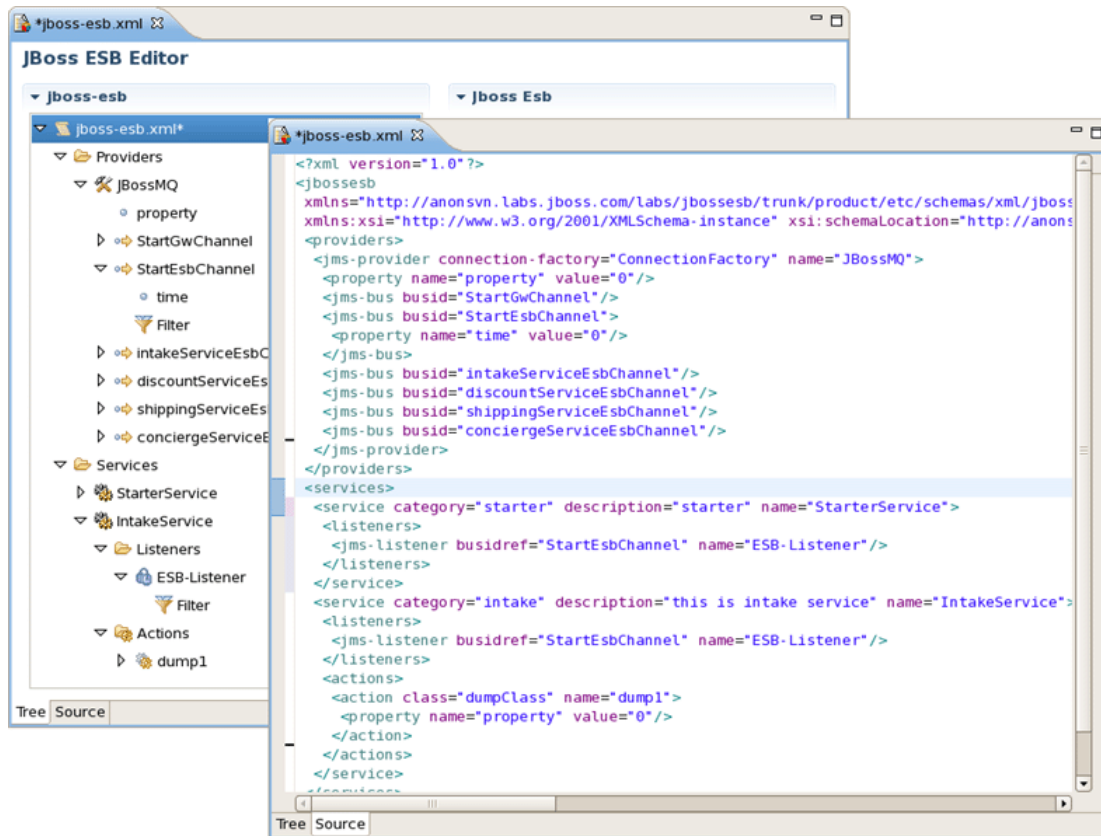 *jboss-esb.xml
JBoss ESB Editor
jboss-esb
Jboss Esb
jboss-esb.xml*
Providers
JBossMQ
property
StartGwChannel
StartEsbChannel
time
Filter
intakeServiceEsbC
discountServiceEs
shippingServiceEs
conciergeServiceE
Services
StarterService
IntakeService
Listeners
ESB-Listener
Filter
Actions
dump1
Tree Source
*jboss-esb.xml
<?xml version="1.0"?>
<jbossesb
xmlns="http://anonsvn.labs.jboss.com/labs/jbossesb/trunk/product/etc/schemas/xml/jboss
xmlns:xsi="http://www.w3.org/2001/XMLSchema-instance" xsi:schemaLocation="http://anons
<providers>
<jms-provider connection-factory="ConnectionFactory" name="JBossMQ">
<property name="property" value="0"/>
<jms-bus busid="StartGwChannel"/>
<jms-bus busid="StartEsbChannel">
<property name="time" value="0"/>
</jms-bus>
<jms-bus busid="intakeServiceEsbChannel"/>
<jms-bus busid="discountServiceEsbChannel"/>
<jms-bus busid="shippingServiceEsbChannel"/>
<jms-bus busid="conciergeServiceEsbChannel"/>
</jms-provider>
</providers>
<services>
<service category="starter" description="starter" name="StarterService">
<listeners>
<jms-listener busidref="StartEsbChannel" name="ESB-Listener"/>
</listeners>
</service>
<service category="intake" description="this is intake service" name="IntakeService">
<listeners>
<jms-listener busidref="StartEsbChannel" name="ESB-Listener"/>
</listeners>
<actions>
<action class="dumpClass" name="dump1">
<property name="property" value="0"/>
</action>
</actions>
</service>
</services>
Tree Source